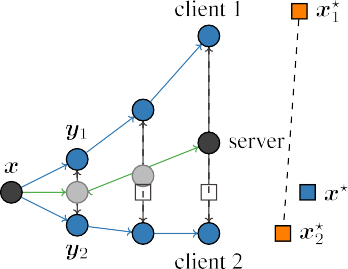 client 1
x₁*
y₁
x
server
x*
x₂*
y₂
client 2